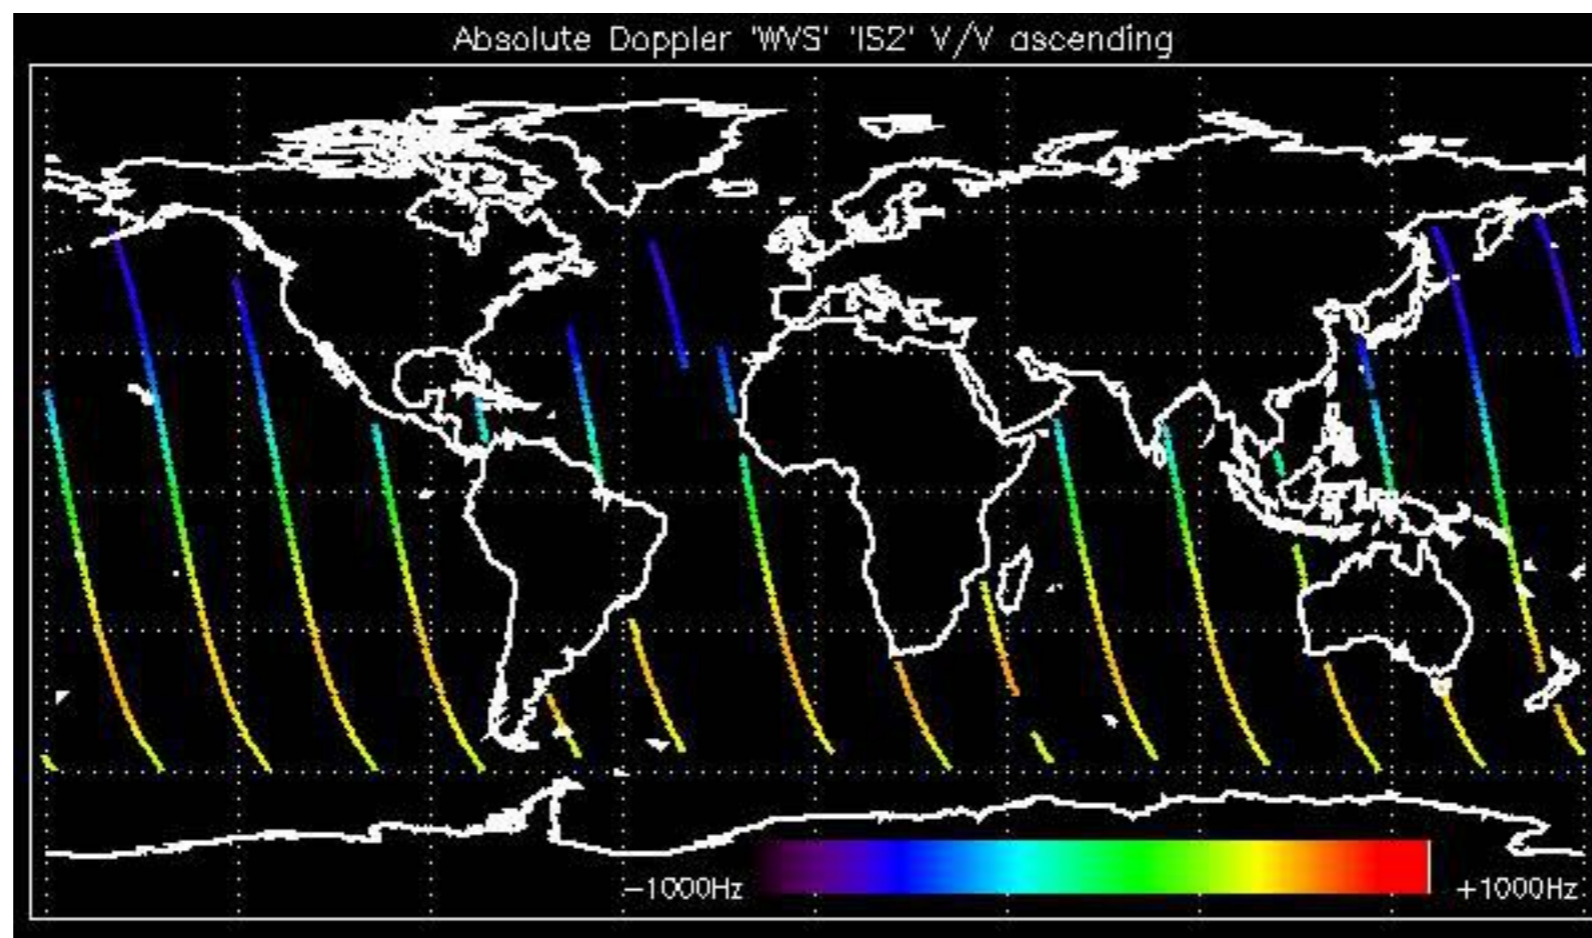 Absolute Doppler 'WVS' 'IS2' V/V ascending
−1000Hz +1000Hz